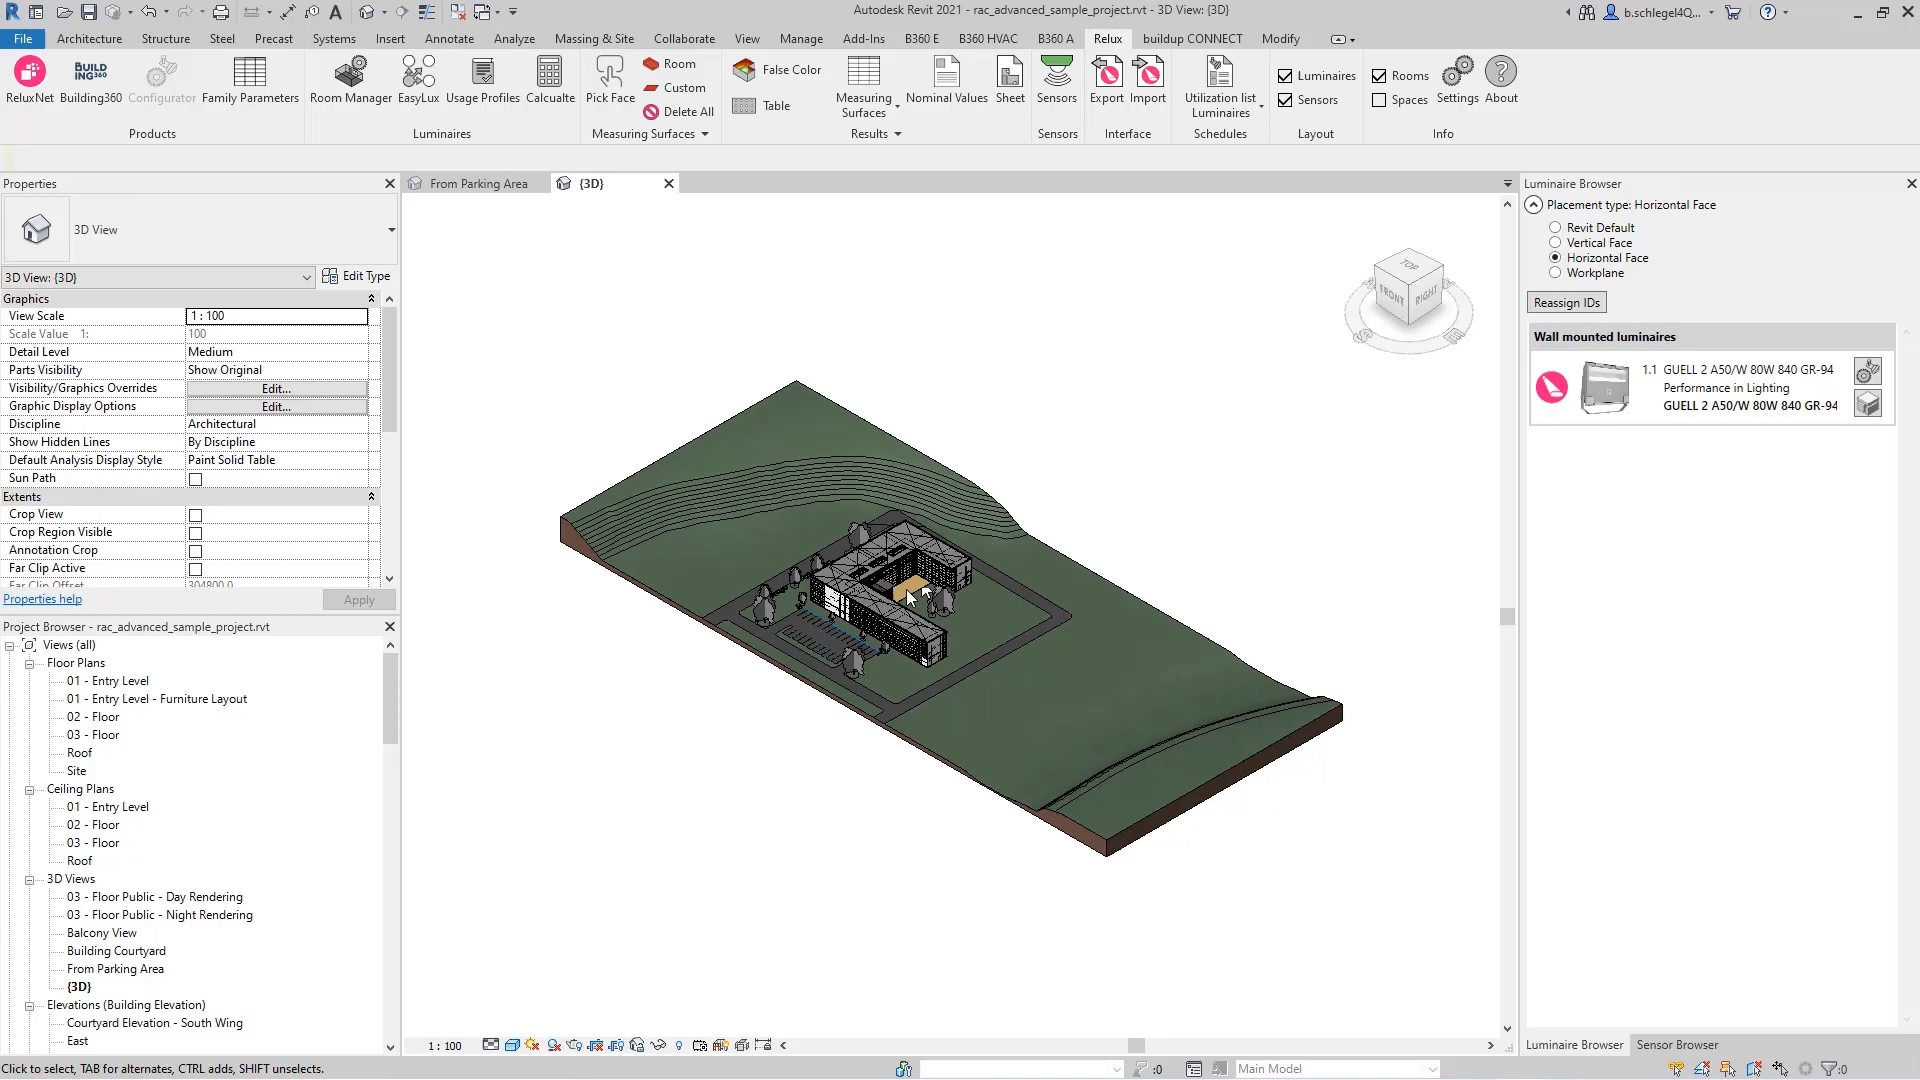 Autodesk Revit 2021 - rac_advanced_sample_project.rvt - 3D View: {3D}
b.schlegel4Q...
File Architecture Structure Steel Precast Systems Insert Annotate Analyze Massing & Site Collaborate View Manage Add-Ins B360 E B360 HVAC B360 A Relux buildup CONNECT Modify
ReluxNet
BUILD
ING360
Building360
Configurator
Family Parameters
Products
Room Manager
EasyLux
Usage Profiles
Calcualte
Luminaires
Pick Face
Room
Custom
Delete All
Measuring Surfaces
False Color
Table
Measuring
Surfaces
Nominal Values
Sheet
Results
Sensors
Sensors
Export
Import
Interface
Utilization list
Luminaires
Schedules
Luminaires
Sensors
Layout
Rooms
Spaces
Settings
About
Info
Properties
3D View
3D View: {3D}
Edit Type
Graphics
View Scale 1 : 100
Scale Value 1: 100
Detail Level Medium
Parts Visibility Show Original
Visibility/Graphics Overrides Edit...
Graphic Display Options Edit...
Discipline Architectural
Show Hidden Lines By Discipline
Default Analysis Display Style Paint Solid Table
Sun Path
Extents
Crop View
Crop Region Visible
Annotation Crop
Far Clip Active
Far Clip Offset 304800.0
Properties help
Apply
Project Browser - rac_advanced_sample_project.rvt
Views (all)
Floor Plans
01 - Entry Level
01 - Entry Level - Furniture Layout
02 - Floor
03 - Floor
Roof
Site
Ceiling Plans
01 - Entry Level
02 - Floor
03 - Floor
Roof
3D Views
03 - Floor Public - Day Rendering
03 - Floor Public - Night Rendering
Balcony View
Building Courtyard
From Parking Area
{3D}
Elevations (Building Elevation)
Courtyard Elevation - South Wing
East
From Parking Area
{3D}
TOP
FRONT
RIGHT
S
E
1 : 100
Luminaire Browser
Placement type: Horizontal Face
Revit Default
Vertical Face
Horizontal Face
Workplane
Reassign IDs
Wall mounted luminaires
1.1 GUELL 2 A50/W 80W 840 GR-94
Performance in Lighting
GUELL 2 A50/W 80W 840 GR-94
Luminaire Browser
Sensor Browser
Click to select, TAB for alternates, CTRL adds, SHIFT unselects.
:0
Main Model
:0